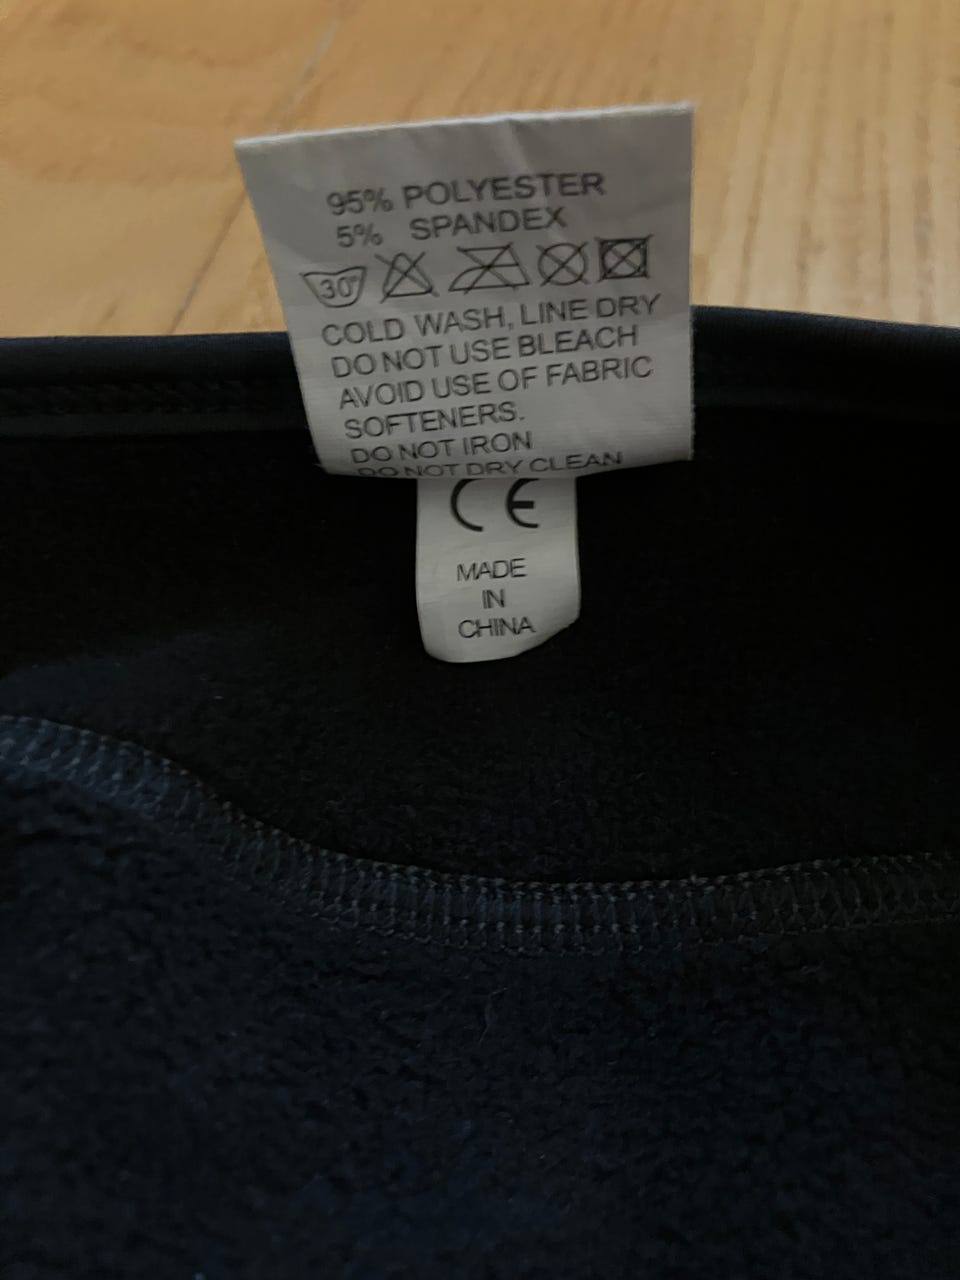 95% POLYESTER
5% SPANDEX
30°
COLD WASH, LINE DRY
DO NOT USE BLEACH
AVOID USE OF FABRIC
SOFTENERS.
DO NOT IRON
DO NOT DRY CLEAN
CE
MADE
IN
CHINA